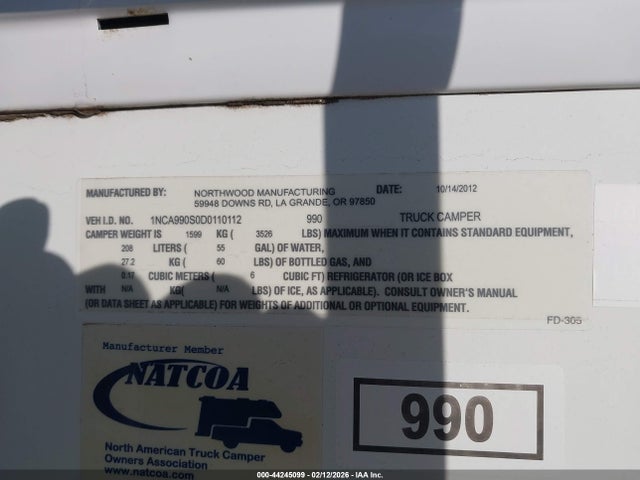 MANUFACTURED BY: NORTHWOOD MANUFACTURING DATE: 10/14/2012
59948 DOWNS RD, LA GRANDE, OR 97850
VEH I.D. NO. 1NCA990S0D0110112 990 TRUCK CAMPER
CAMPER WEIGHT IS 1599 KG ( 3526 LBS) MAXIMUM WHEN IT CONTAINS STANDARD EQUIPMENT,
208 LITERS ( 55 GAL) OF WATER,
27.2 KG ( 60 LBS) OF BOTTLED GAS, AND
0.17 CUBIC METERS ( 6 CUBIC FT) REFRIGERATOR (OR ICE BOX
WITH N/A KG( N/A LBS) OF ICE, AS APPLICABLE). CONSULT OWNER'S MANUAL
(OR DATA SHEET AS APPLICABLE) FOR WEIGHTS OF ADDITIONAL OR OPTIONAL EQUIPMENT.
FD-305
Manufacturer Member
NATCOA
North American Truck Camper
Owners Association
www.natcoa.com
990
000-44245099 - 02/12/2026 - IAA Inc.